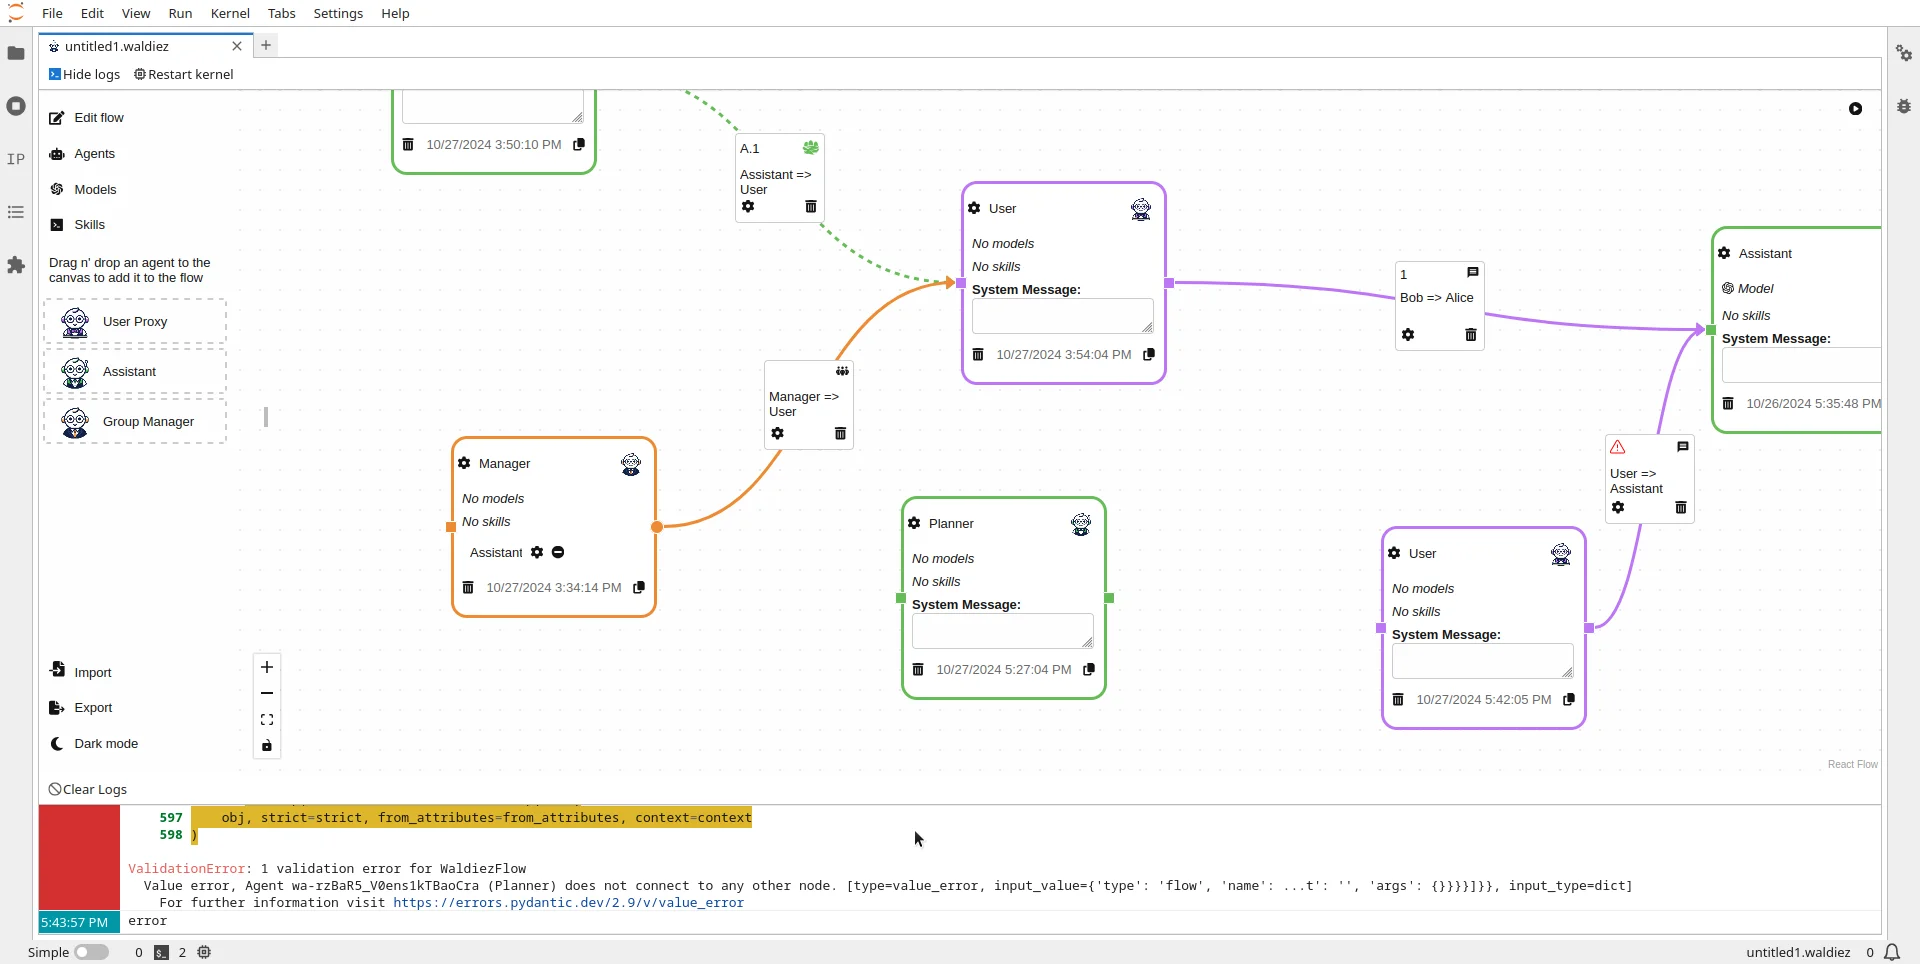 File Edit View Run Kernel Tabs Settings Help
untitled1.waldiez
Hide logs Restart kernel
Edit flow
Agents
Models
Skills
Drag n' drop an agent to the
canvas to add it to the flow
User Proxy
Assistant
Group Manager
Import
Export
Dark mode
10/27/2024 3:50:10 PM
A.1
Assistant =>
User
User
No models
No skills
System Message:
10/27/2024 3:54:04 PM
1
Bob => Alice
Assistant
Model
No skills
System Message:
10/26/2024 5:35:48 PM
Manager =>
User
Manager
No models
No skills
Assistant
10/27/2024 3:34:14 PM
Planner
No models
No skills
System Message:
10/27/2024 5:27:04 PM
User =>
Assistant
User
No models
No skills
System Message:
10/27/2024 5:42:05 PM
React Flow
Clear Logs
597 obj, strict=strict, from_attributes=from_attributes, context=context
598 )
ValidationError: 1 validation error for WaldiezFlow
Value error, Agent wa-rzBaR5_V0ens1kTBaoCra (Planner) does not connect to any other node. [type=value_error, input_value={'type': 'flow', 'name': ...t': '', 'args': {}}}}]}}, input_type=dict]
For further information visit https://errors.pydantic.dev/2.9/v/value_error
5:43:57 PM error
Simple 0 2 untitled1.waldiez 0
IP